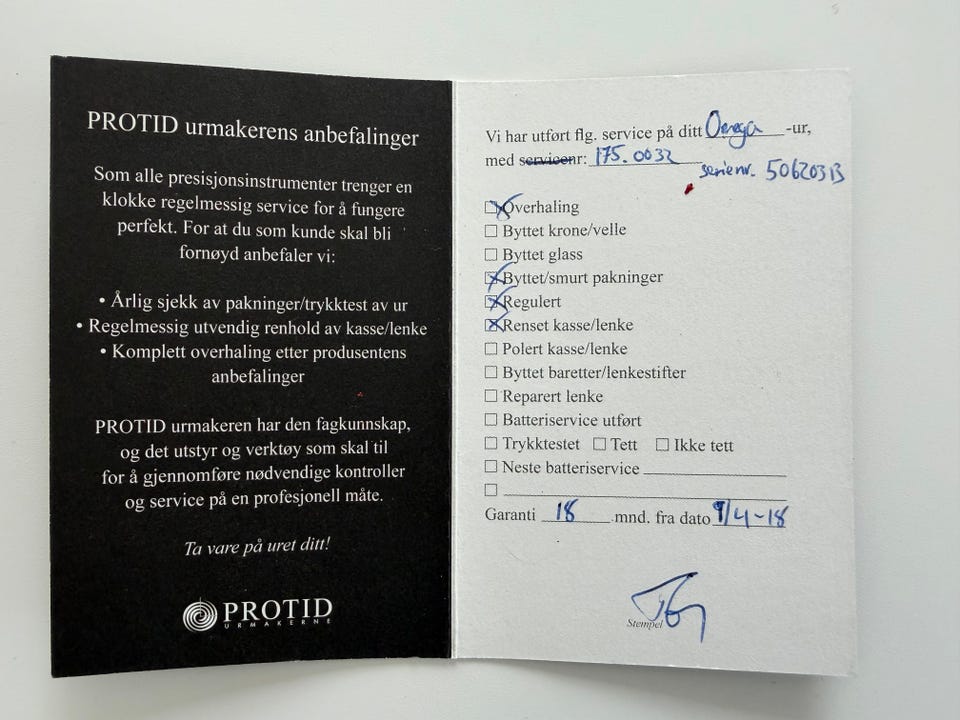 PROTID urmakerens anbefalinger
Som alle presisjonsinstrumenter trenger en
klokke regelmessig service for å fungere
perfekt. For at du som kunde skal bli
fornøyd anbefaler vi:
• Årlig sjekk av pakninger/trykktest av ur
• Regelmessig utvendig renhold av kasse/lenke
• Komplett overhaling etter produsentens
anbefalinger
PROTID urmakeren har den fagkunnskap,
og det utstyr og verktøy som skal til
for å gjennomføre nødvendige kontroller
og service på en profesjonell måte.
Ta vare på uret ditt!
PROTID
URMAKERNE
Vi har utført flg. service på ditt Omega -ur,
med servicenr: 175.0032
serienr. 50620313
Overhaling
Byttet krone/velle
Byttet glass
Byttet/smurt pakninger
Regulert
Renset kasse/lenke
Polert kasse/lenke
Byttet baretter/lenkestifter
Reparert lenke
Batteriservice utført
Trykktestet Tett Ikke tett
Neste batteriservice
Garanti 18 mnd. fra dato 9/4-18
Stempel